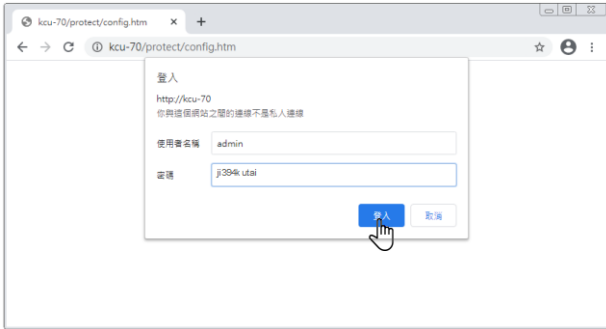 kcu-70/protect/config.htm
kcu-70/protect/config.htm
登入
http://kcu-70
你與這個網站之間的連線不是私人連線
使用者名稱 admin
密碼 ji394k utai
登入 取消